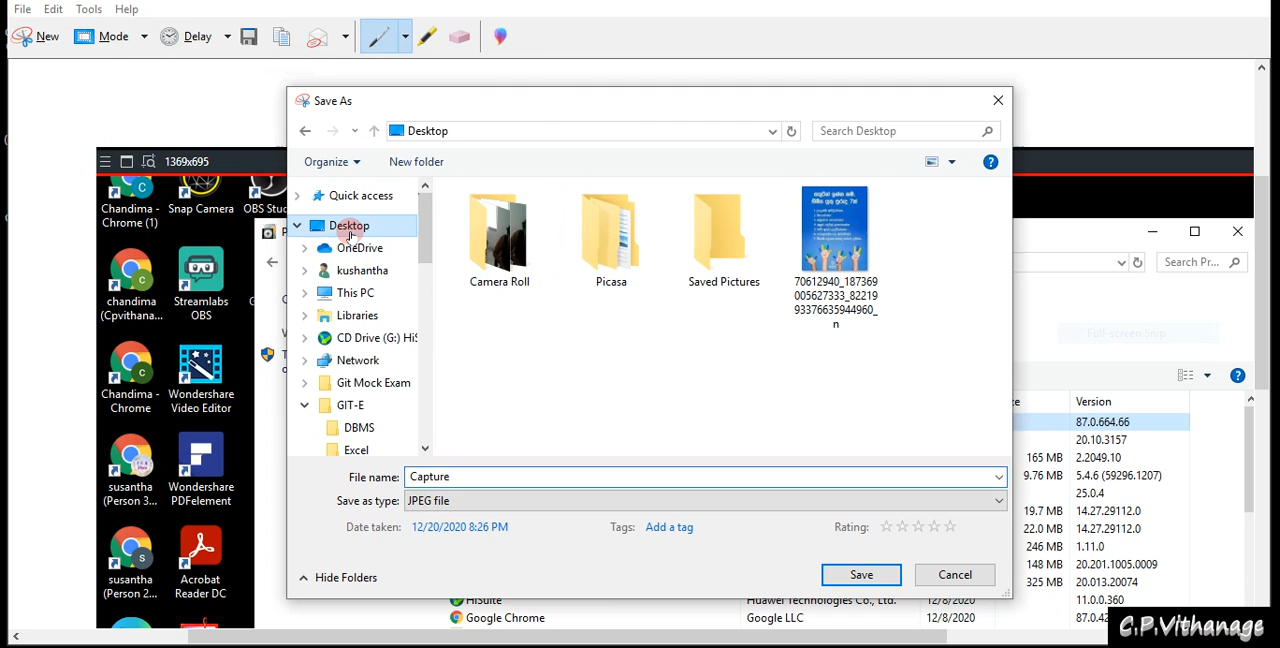 File Edit Tools Help
New Mode Delay
Save As
Desktop
Search Desktop
Organize New folder
1369x695
Quick access
Desktop
OneDrive
kushantha
This PC
Libraries
CD Drive (G:) HiS
Network
Git Mock Exam
GIT-E
DBMS
Excel
Camera Roll
Picasa
Saved Pictures
70612940_187369
005627333_82219
93376635944960_
n
File name: Capture
Save as type: JPEG file
Date taken: 12/20/2020 8:26 PM Tags: Add a tag Rating:
Hide Folders
Save Cancel
Chandima -
Chrome (1)
Snap Camera
OBS Stu
chandima
(Cpvithana...
Streamlabs
OBS
Chandima -
Chrome
Wondershare
Video Editor
susantha
(Person 3...
Wondershare
PDFelement
susantha
(Person 2...
Acrobat
Reader DC
Search Pr...
Full-screen Snip
Version
87.0.664.66
20.10.3157
165 MB 2.2049.10
9.76 MB 5.4.6 (59296.1207)
25.0.4
19.7 MB 14.27.29112.0
22.0 MB 14.27.29112.0
246 MB 1.11.0
148 MB 20.201.1005.0009
325 MB 20.013.20074
11.0.0.360
HiSuite Huawei Technologies Co., Ltd. 12/8/2020
Google Chrome Google LLC 12/8/2020 87.0.42
C.P.Vithanage